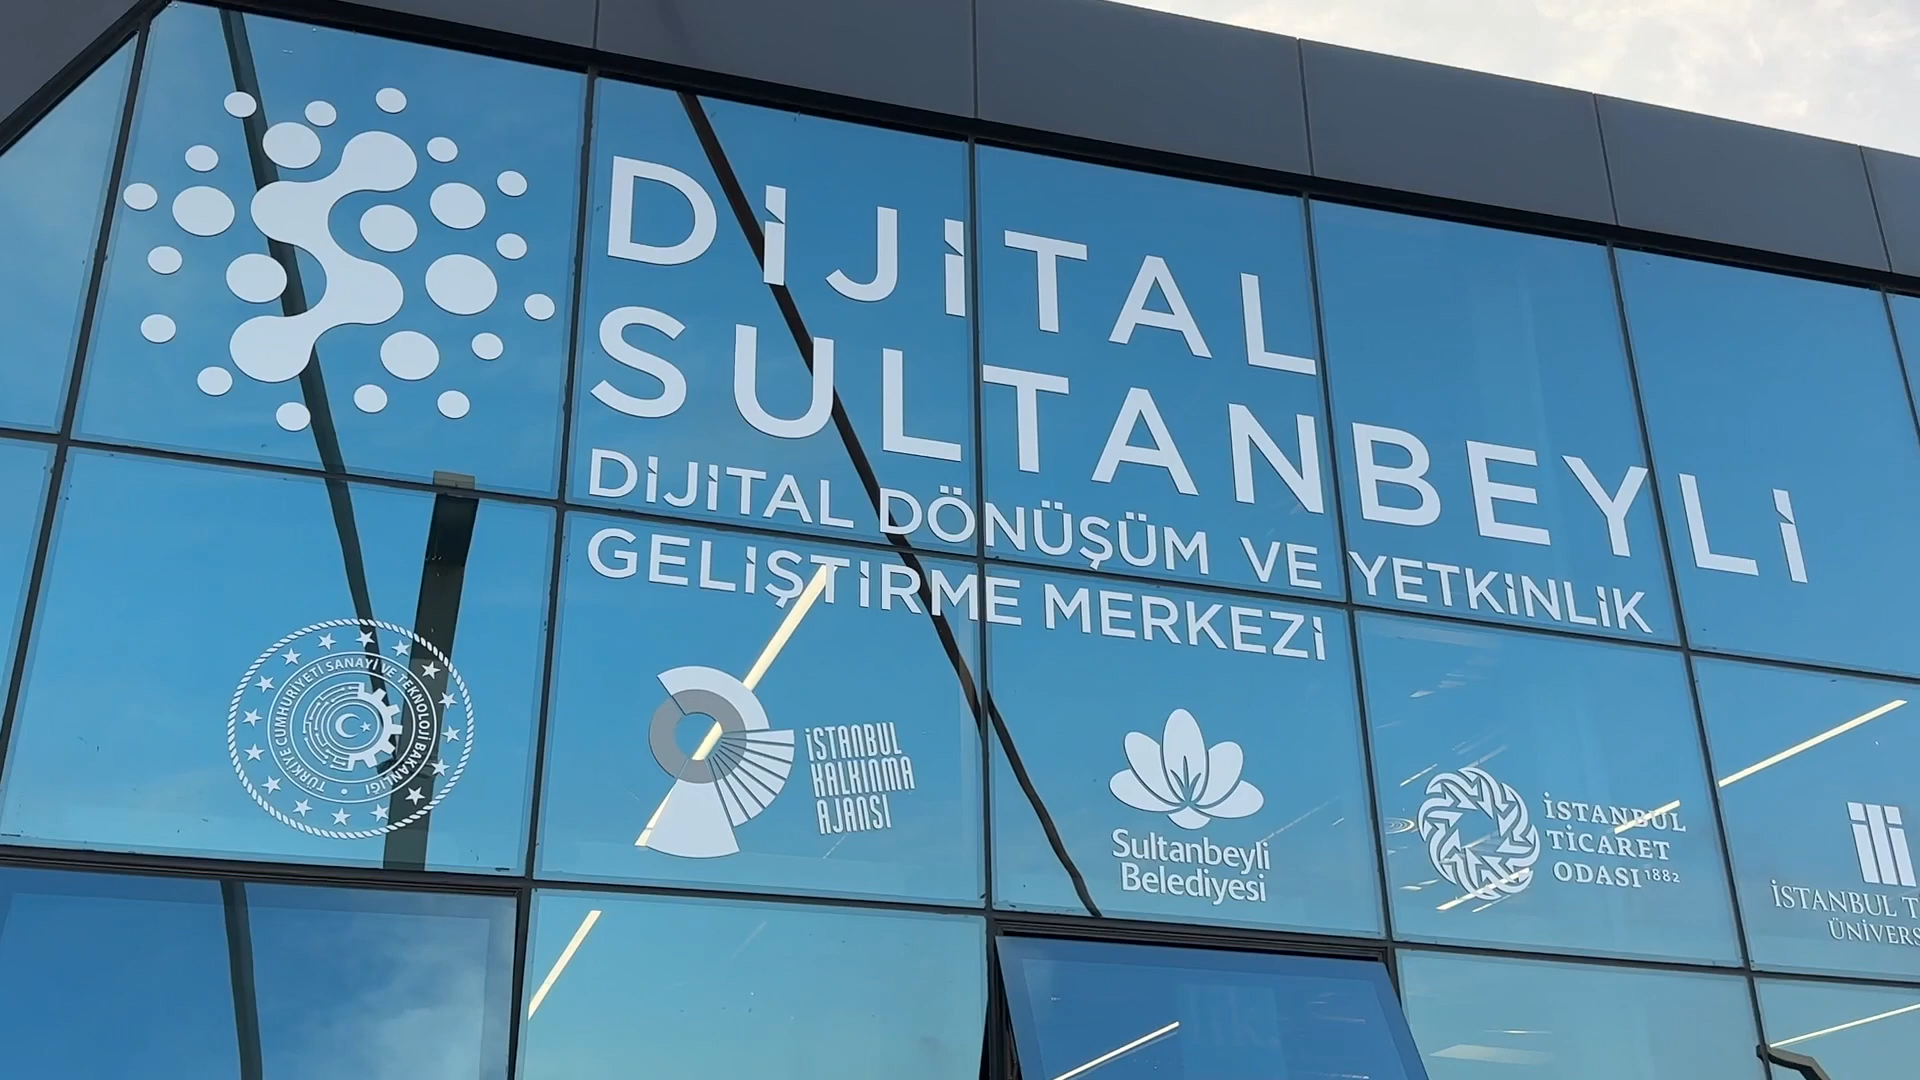 DİJİTAL
SULTANBEYLİ
DİJİTAL DÖNÜŞÜM VE YETKİNLİK
GELİŞTİRME MERKEZİ
TÜRKİYE CUMHURİYETİ SANAYİ VE TEKNOLOJİ BAKANLIĞI
İSTANBUL
KALKINMA
AJANSI
Sultanbeyli
Belediyesi
İSTANBUL
TİCARET
ODASI 1882
İSTANBUL T
ÜNİVERS